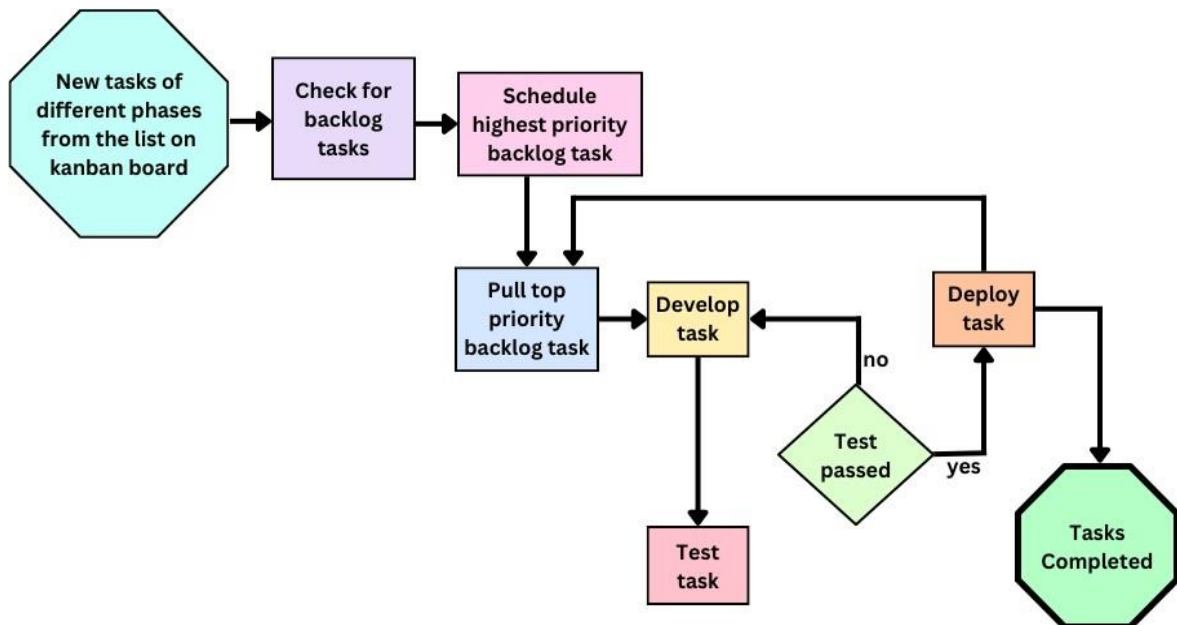 New tasks of
different phases
from the list on
kanban board
Check for
backlog
tasks
Schedule
highest priority
backlog task
Pull top
priority
backlog task
Develop
task
Deploy
task
no
Test
passed
yes
Test
task
Tasks
Completed